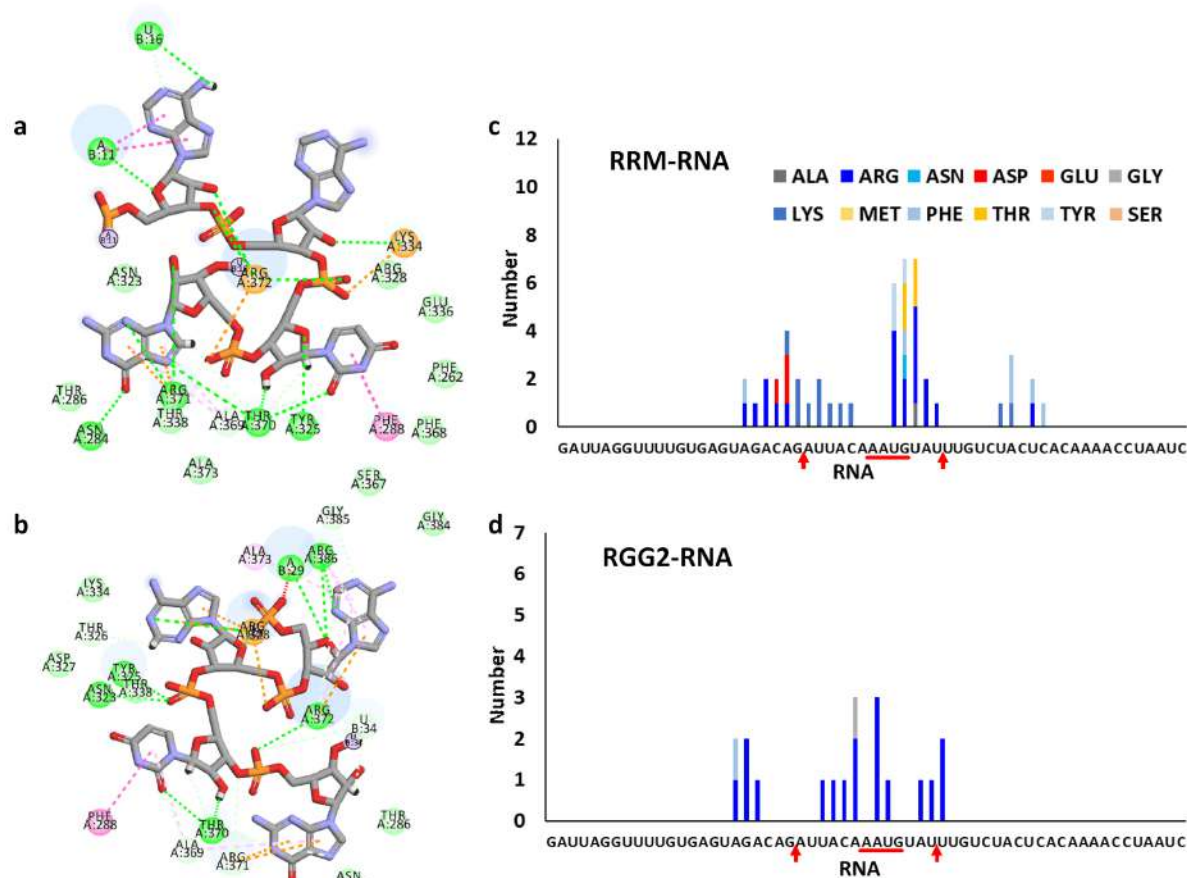 a
U
B:16
A
B:11
A
B:11
ASN
A:323
ARG
A:372
LYS
A:334
ARG
A:328
GLU
A:336
PHE
A:262
THR
A:286
ASN
A:284
ARG
A:371
THR
A:338
ALA
A:369
THR
A:370
TYR
A:325
PHE
A:288
PHE
A:368
ALA
A:373
SER
A:367
b
GLY
A:385
GLY
A:384
ALA
A:373
A
B:29
ARG
A:386
LYS
A:334
THR
A:326
ASP
A:327
TYR
A:325
ASN
A:323
THR
A:338
ARG
ARG
A:372
U
B:34
PHE
A:288
THR
A:370
ALA
A:369
ARG
A:371
THR
A:286
ASN
c
RRM-RNA
ALA ARG ASN ASP GLU GLY
LYS MET PHE THR TYR SER
Number
12
10
8
6
4
2
0
GAUUAGGUUUUGUGAGUAGACAGAUUACAAAUGUAUUUGUCUACUCACAAAACCUAAUC
RNA
d
RGG2-RNA
Number
7
6
5
4
3
2
1
0
GAUUAGGUUUUGUGAGUAGACAGAUUACAAAUGUAUUUGUCUACUCACAAAACCUAAUC
RNA